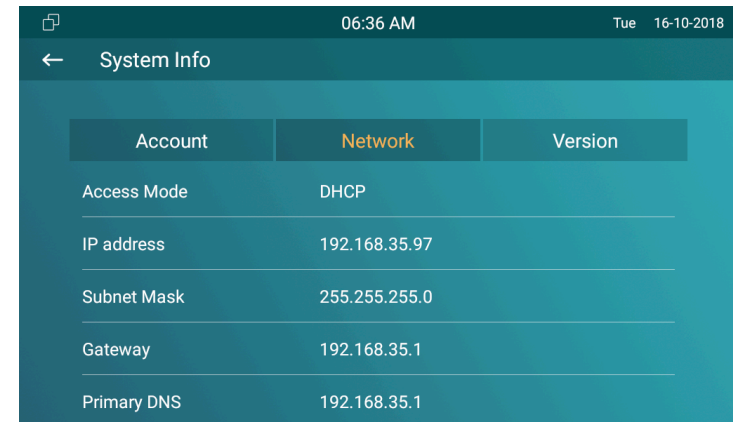 06:36 AM Tue 16-10-2018
System Info
Account Network Version
Access Mode DHCP
IP address 192.168.35.97
Subnet Mask 255.255.255.0
Gateway 192.168.35.1
Primary DNS 192.168.35.1